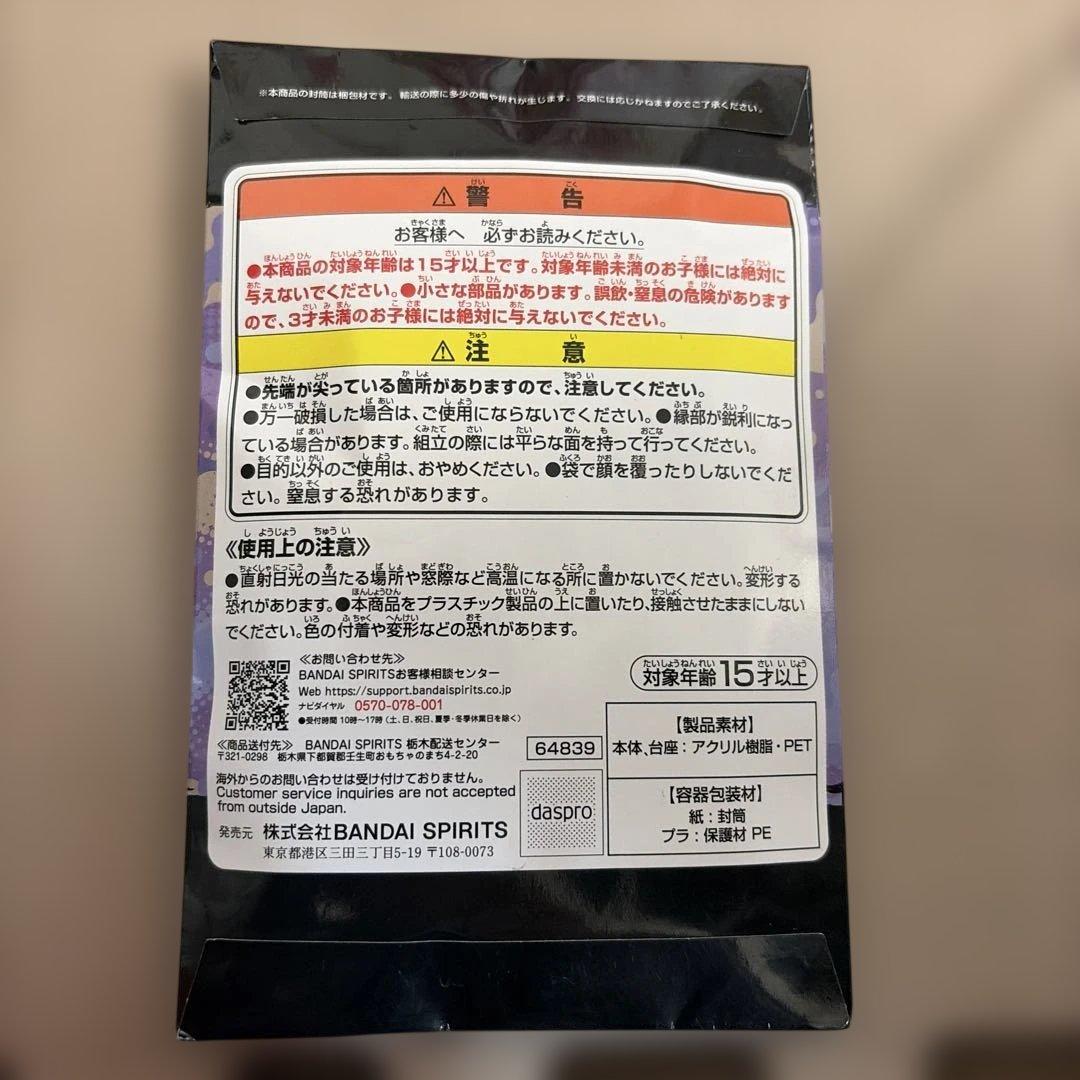 ※本商品の封筒は梱包材です。輸送の際に多少の傷や折れが生じます。交換には応じかねますのでご了承ください。
⚠警告
お客様へ 必ずお読みください。
●本商品の対象年齢は15才以上です。対象年齢未満のお子様には絶対に
与えないでください。●小さな部品があります。誤飲・窒息の危険があります
ので、3才未満のお子様には絶対に与えないでください。
⚠注意
●先端が尖っている箇所がありますので、注意してください。
●万一破損した場合は、ご使用にならないでください。●縁部が鋭利になっ
ている場合があります。組立の際には平らな面を持って行ってください。
●目的以外のご使用は、おやめください。●袋で顔を覆ったりしないでくだ
さい。窒息する恐れがあります。
《使用上の注意》
●直射日光の当たる場所や窓際など高温になる所に置かないでください。変形する
恐れがあります。●本商品をプラスチック製品の上に置いたり、接触させたままにしない
でください。色の付着や変形などの恐れがあります。
≪お問い合わせ先≫
BANDAI SPIRITSお客様相談センター
Web https://support.bandaispirits.co.jp
ナビダイヤル 0570-078-001
●受付時間 10時〜17時 (土、日、祝日、夏季・冬季休業日を除く)
対象年齢15才以上
≪商品送付先≫ BANDAI SPIRITS 栃木配送センター
〒321-0298 栃木県下都賀郡壬生町おもちゃのまち4-2-20
64839
海外からのお問い合わせは受け付けておりません。
Customer service inquiries are not accepted
from outside Japan.
発売元 株式会社BANDAI SPIRITS
東京都港区三田三丁目5-19 〒108-0073
daspro
【製品素材】
本体、台座：アクリル樹脂・PET
【容器包装材】
紙：封筒
プラ：保護材 PE